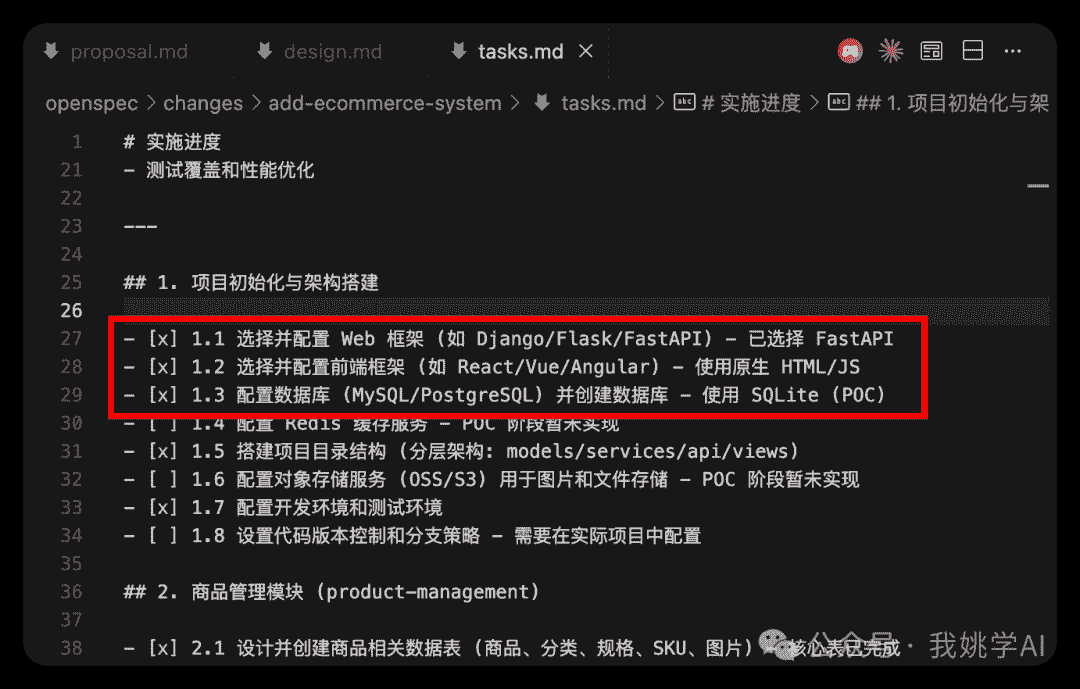 proposal.md design.md tasks.md
openspec > changes > add-ecommerce-system > tasks.md > # 实施进度 > ## 1. 项目初始化与架
1 # 实施进度
21 - 测试覆盖和性能优化
22
23 ---
24
25 ## 1. 项目初始化与架构搭建
26
27 - [x] 1.1 选择并配置 Web 框架 (如 Django/Flask/FastAPI) - 已选择 FastAPI
28 - [x] 1.2 选择并配置前端框架 (如 React/Vue/Angular) - 使用原生 HTML/JS
29 - [x] 1.3 配置数据库 (MySQL/PostgreSQL) 并创建数据库 - 使用 SQLite (POC)
30 - [ ] 1.4 配置 Redis 缓存服务 - POC 阶段暂未实现
31 - [x] 1.5 搭建项目目录结构 (分层架构: models/services/api/views)
32 - [ ] 1.6 配置对象存储服务 (OSS/S3) 用于图片和文件存储 - POC 阶段暂未实现
33 - [x] 1.7 配置开发环境和测试环境
34 - [ ] 1.8 设置代码版本控制和分支策略 - 需要在实际项目中配置
35
36 ## 2. 商品管理模块 (product-management)
37
38 - [x] 2.1 设计并创建商品相关数据表 (商品、分类、规格、SKU、图片) - 核心表已完成
公众号 · 我姚学AI